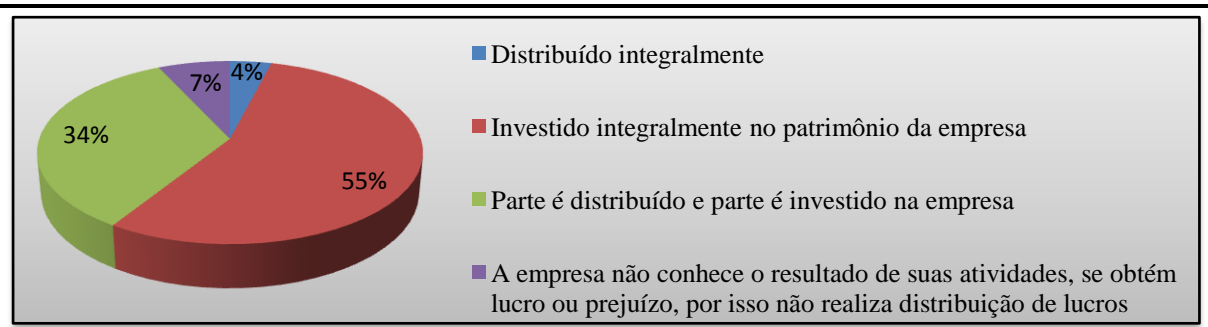 4%
7%
34%
55%
Distribuído integralmente
Investido integralmente no patrimônio da empresa
Parte é distribuído e parte é investido na empresa
A empresa não conhece o resultado de suas atividades, se obtém
lucro ou prejuízo, por isso não realiza distribuição de lucros